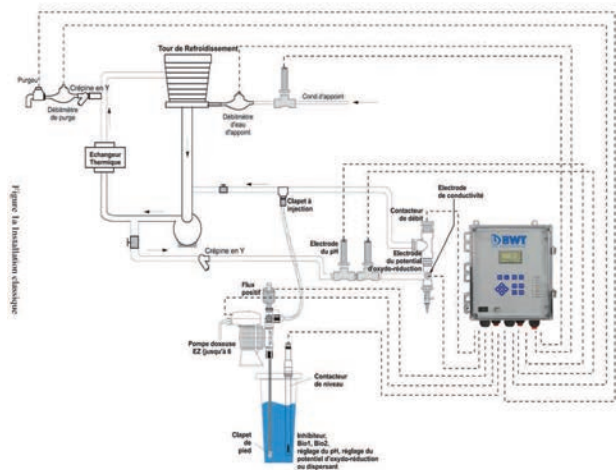 Figure 1a Installation classique
Purgeur
Débitmètre
de purge
Crépine en Y
Tour de Refroidissement
Débitmètre
d'eau
d'appoint
Cond d'appoint
Echangeur
Thermique
Crépine en Y
Clapet à
injection
Electrode
du pH
Contacteur
de débit
Electrode
du potentiel
d'oxydo-réduction
Electrode
de conductivité
BWT
Flux
positif
Pompe doseuse
EZ (jusqu'à 6
Contacteur
de niveau
Clapet
de
pied
Inhibiteur,
Bio1, Bio2,
réglage du pH, réglage du
potentiel d'oxydo-réduction
ou dispersant